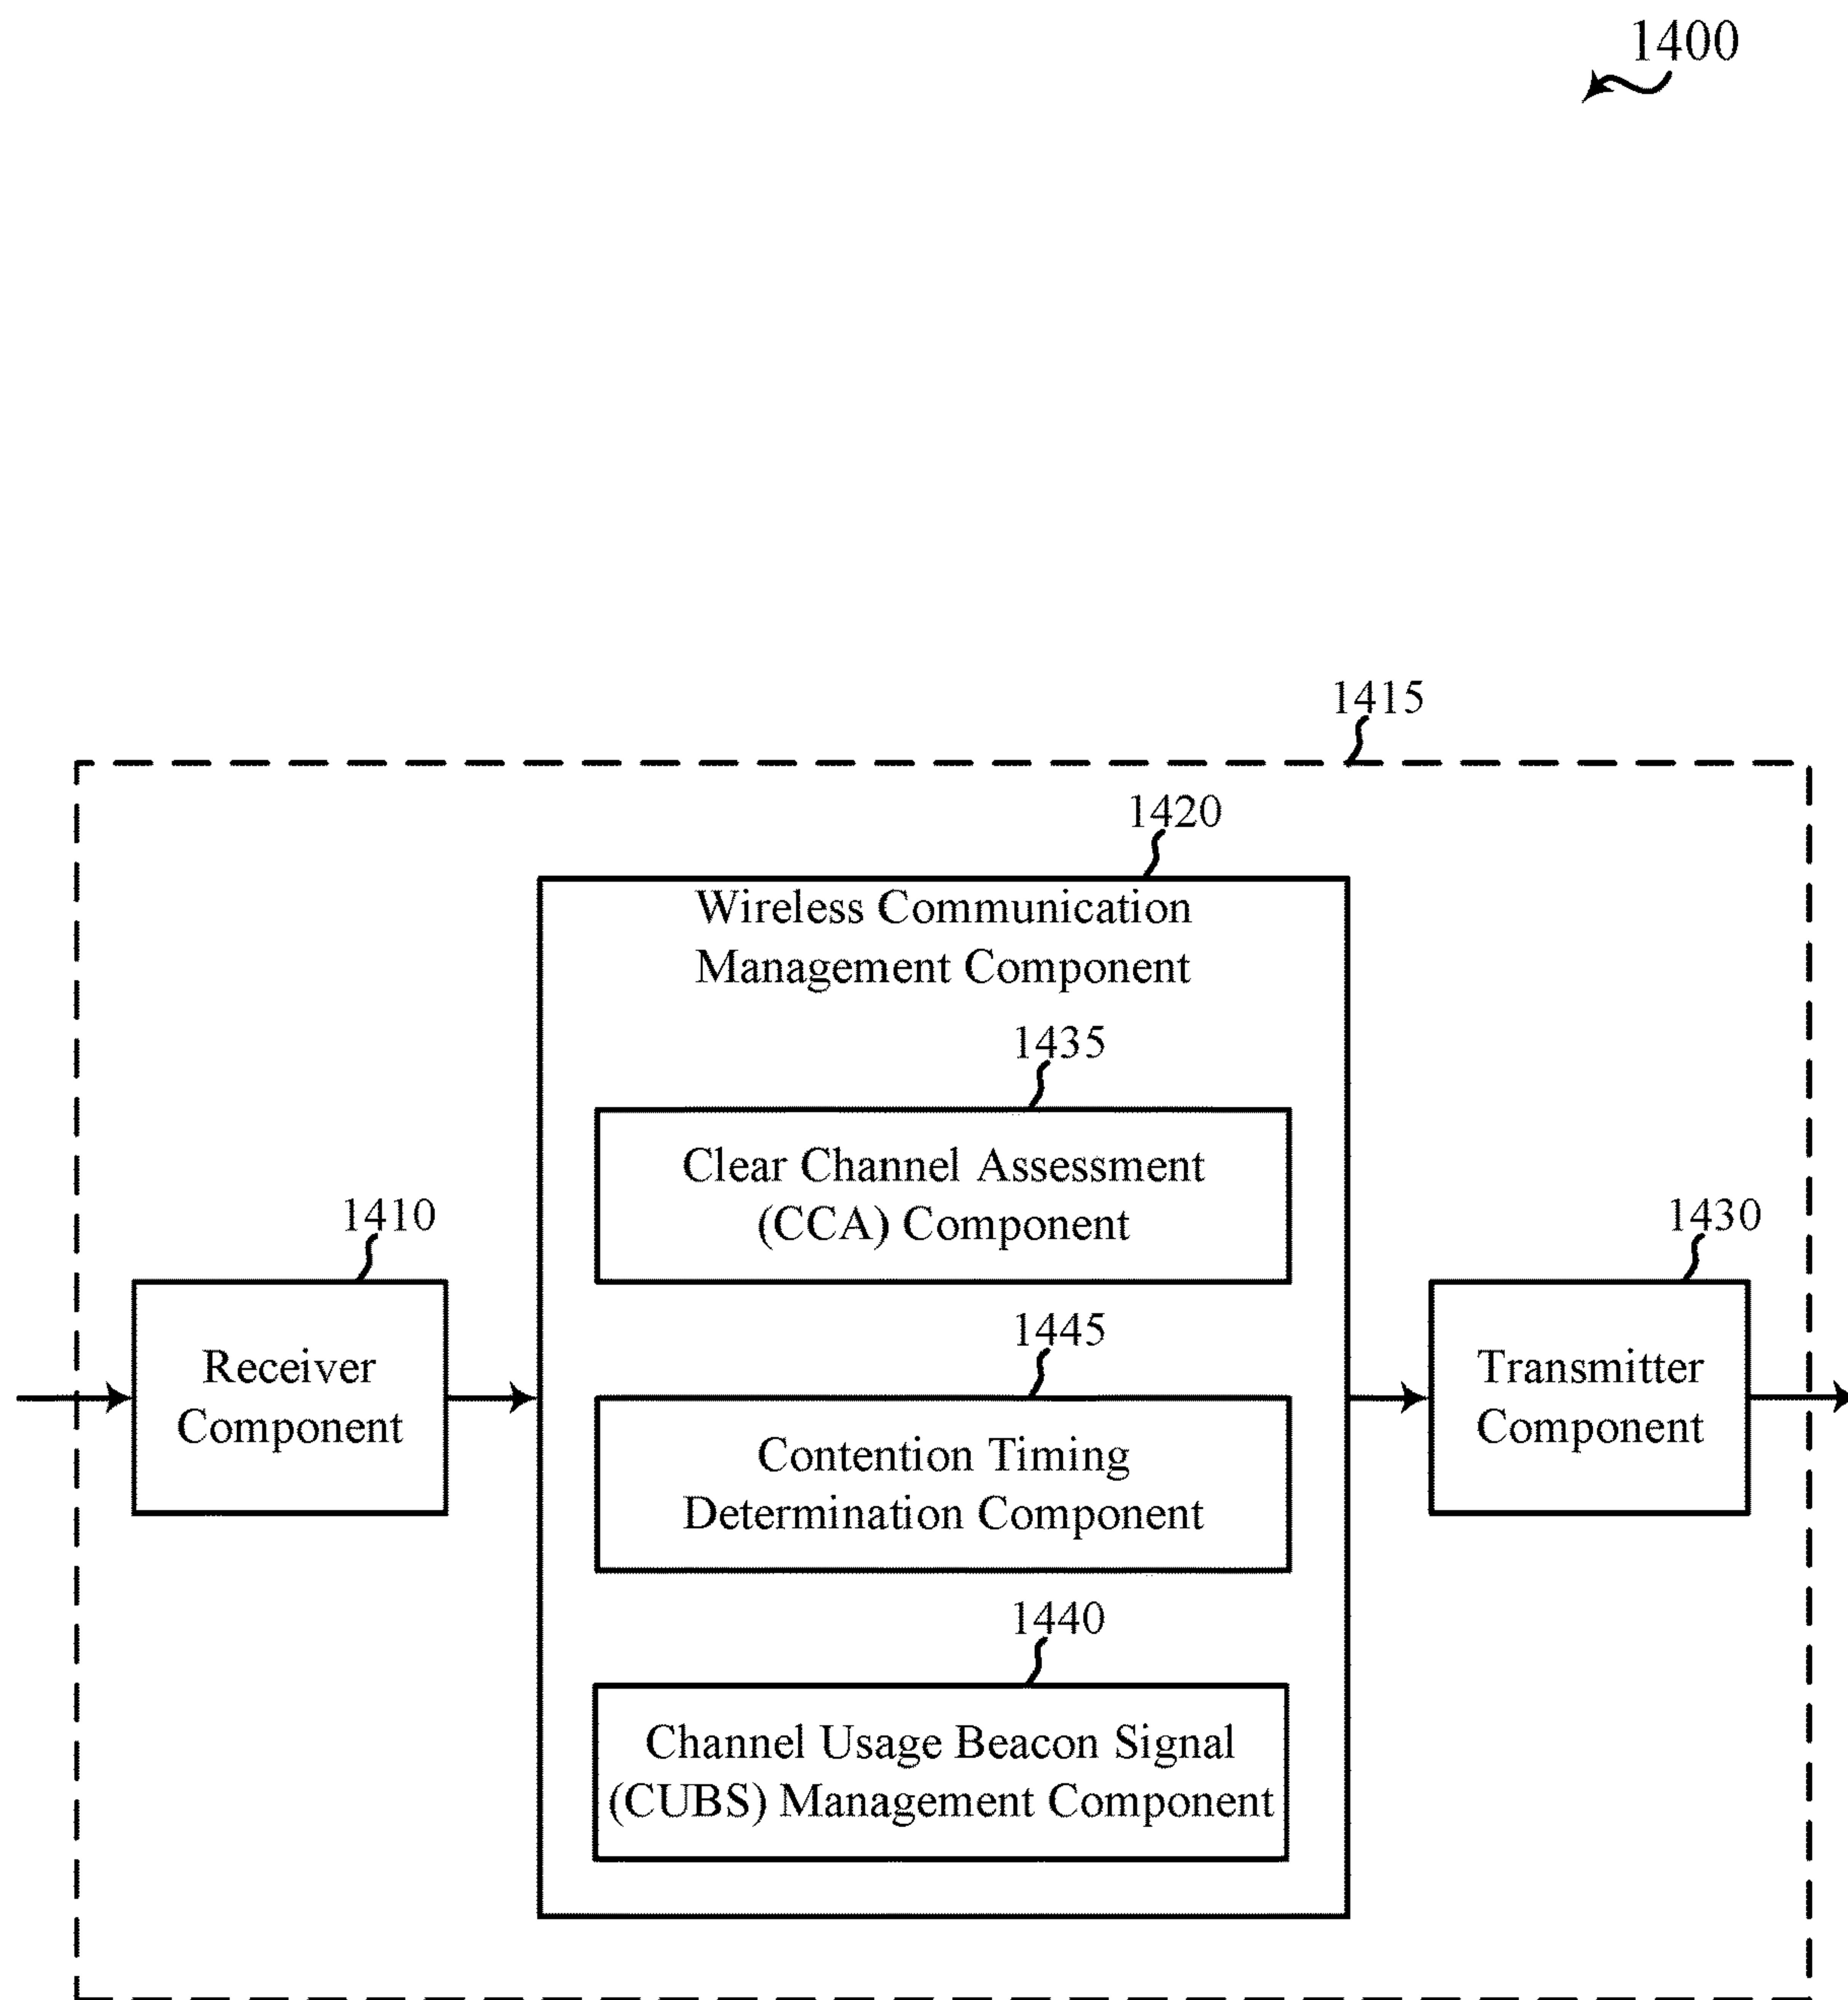 1400
1415
1420
Wireless Communication
Management Component
1435
Clear Channel Assessment
(CCA) Component
1410
Receiver
Component
1445
Contention Timing
Determination Component
1430
Transmitter
Component
1440
Channel Usage Beacon Signal
(CUBS) Management Component